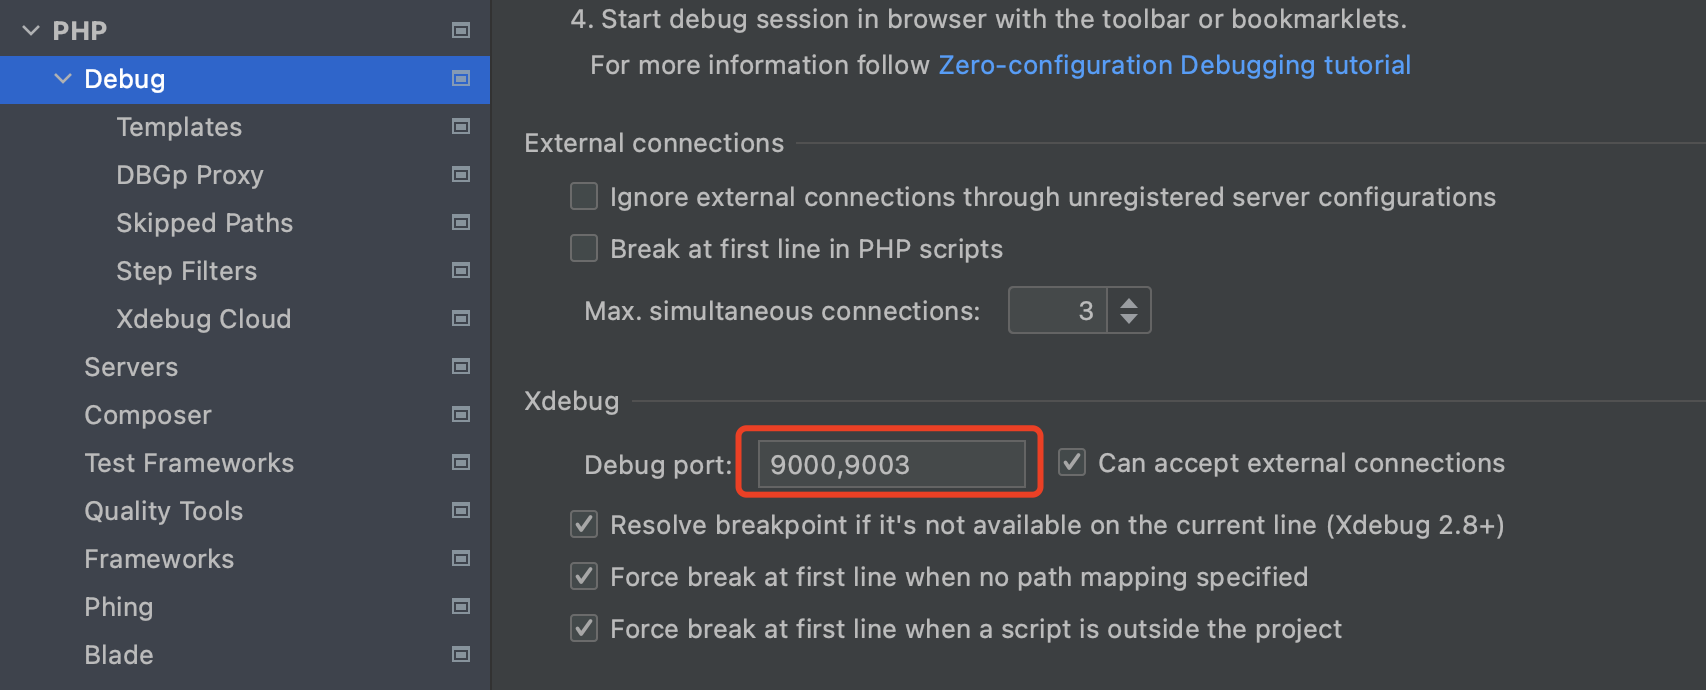 PHP
Debug
Templates
DBGp Proxy
Skipped Paths
Step Filters
Xdebug Cloud
Servers
Composer
Test Frameworks
Quality Tools
Frameworks
Phing
Blade
4. Start debug session in browser with the toolbar or bookmarklets.
For more information follow Zero-configuration Debugging tutorial
External connections
Ignore external connections through unregistered server configurations
Break at first line in PHP scripts
Max. simultaneous connections: 3
Xdebug
Debug port: 9000,9003 Can accept external connections
Resolve breakpoint if it's not available on the current line (Xdebug 2.8+)
Force break at first line when no path mapping specified
Force break at first line when a script is outside the project